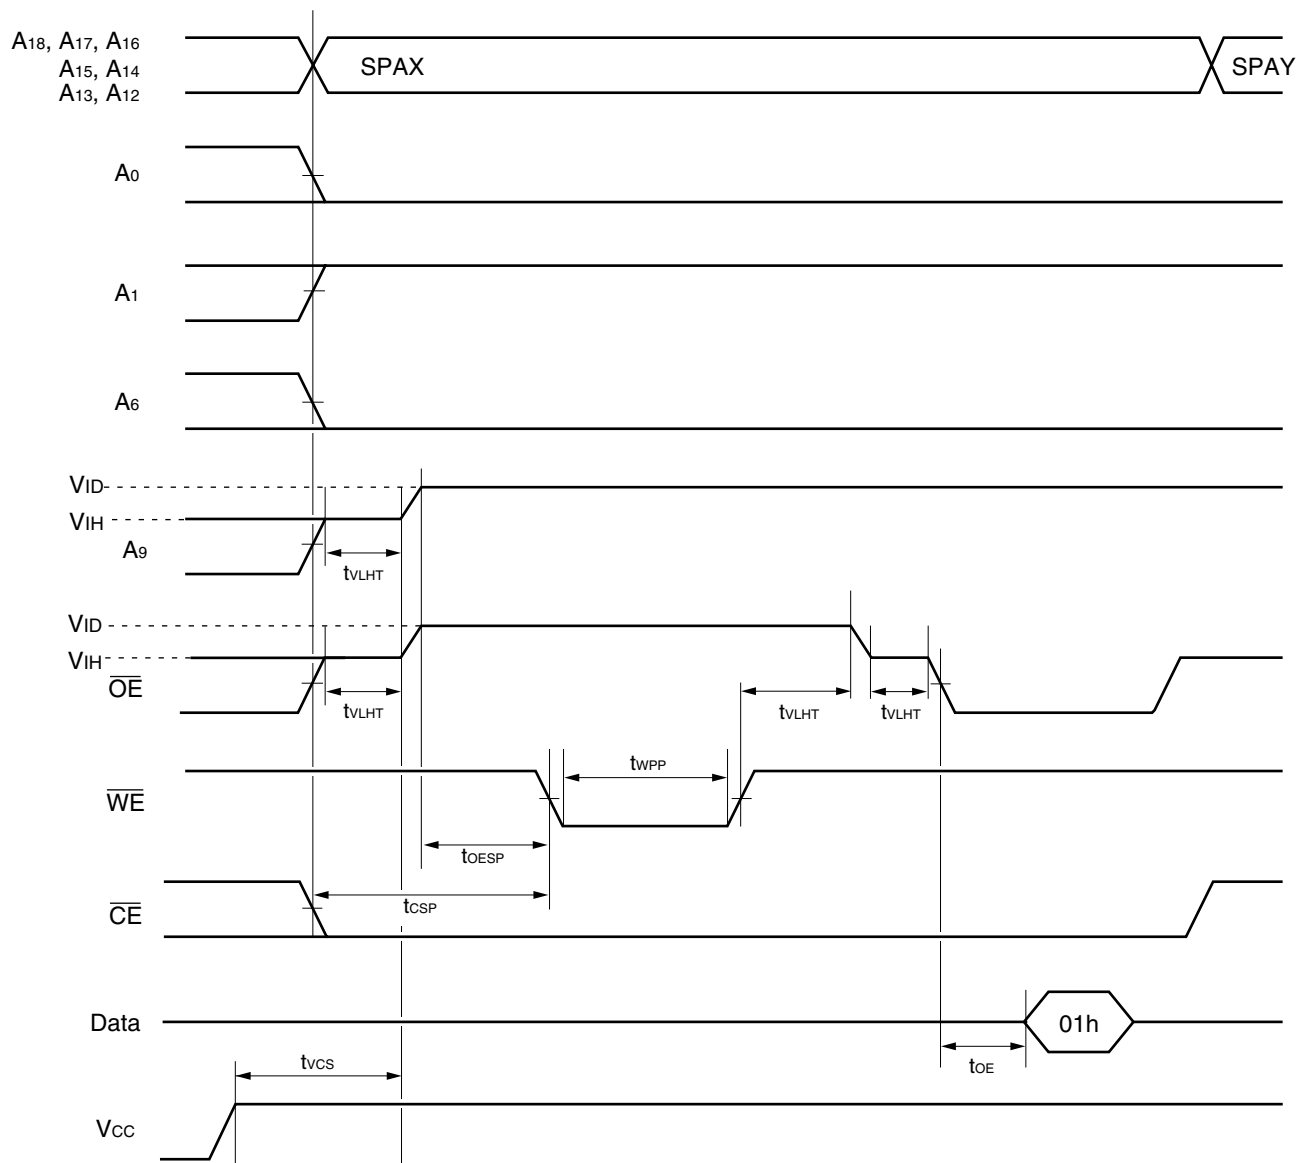 A18, A17, A16
A15, A14
A13, A12
SPAX
SPAY
A0
A1
A6
VID
VIH
A9
tVLHT
VID
VIH
OE
tVLHT
tVLHT
tVLHT
WE
tWPP
tOESP
tCSP
CE
Data
01h
tOE
tVCS
VCC